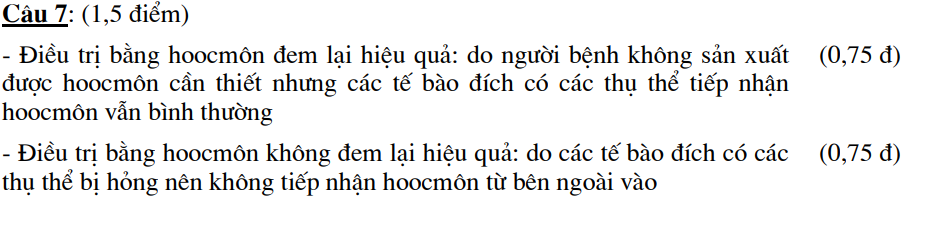 Câu 7: (1,5 điểm)
- Điều trị bằng hoocmôn đem lại hiệu quả: do người bệnh không sản xuất (0,75 đ)
được hoocmôn cần thiết nhưng các tế bào đích có các thụ thể tiếp nhận
hoocmôn vẫn bình thường
- Điều trị bằng hoocmôn không đem lại hiệu quả: do các tế bào đích có các (0,75 đ)
thụ thể bị hỏng nên không tiếp nhận hoocmôn từ bên ngoài vào